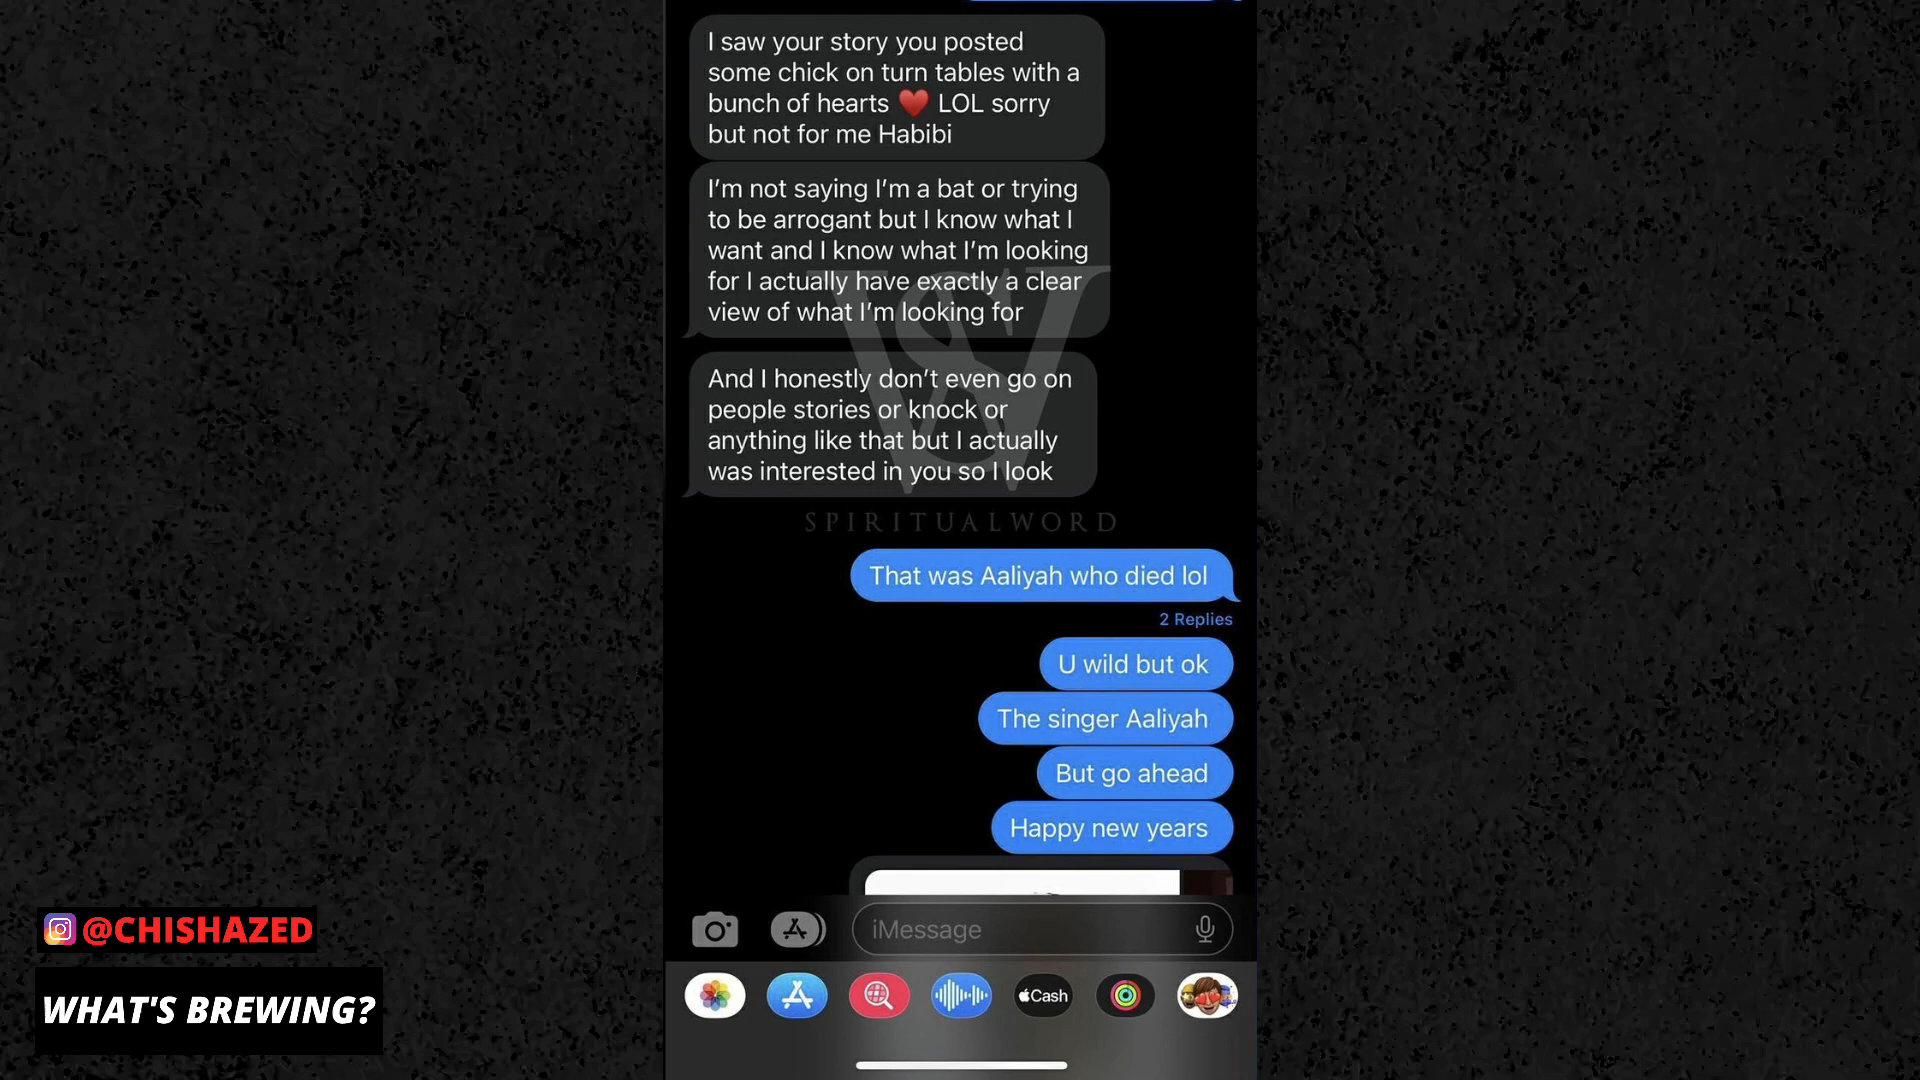 I saw your story you posted
some chick on turn tables with a
bunch of hearts ❤️ LOL sorry
but not for me Habibi
I'm not saying I'm a bat or trying
to be arrogant but I know what I
want and I know what I'm looking
for I actually have exactly a clear
view of what I'm looking for
And I honestly don't even go on
people stories or knock or
anything like that but I actually
was interested in you so I look
SPIRITUALWORD
That was Aaliyah who died lol
2 Replies
U wild but ok
The singer Aaliyah
But go ahead
Happy new years
iMessage
Cash
@CHISHAZED
WHAT'S BREWING?